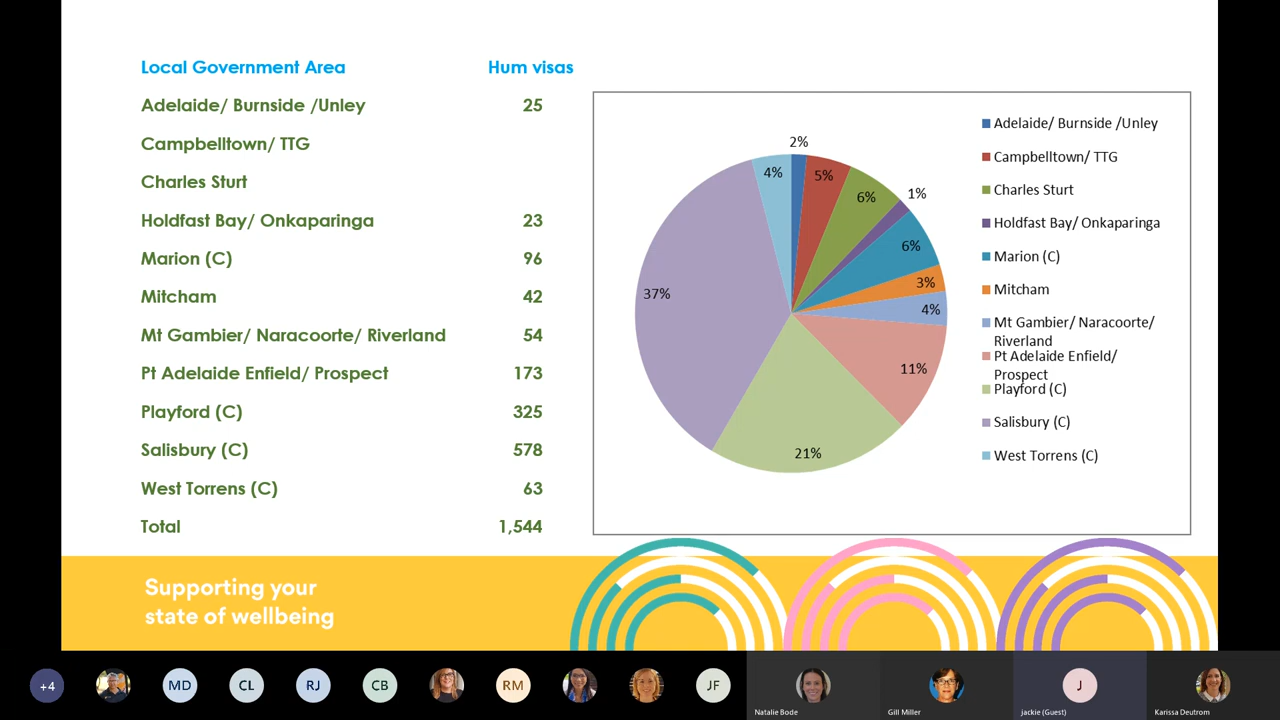 Local Government Area Hum visas
Adelaide/ Burnside /Unley 25
Campbelltown/ TTG
Charles Sturt
Holdfast Bay/ Onkaparinga 23
Marion (C) 96
Mitcham 42
Mt Gambier/ Naracoorte/ Riverland 54
Pt Adelaide Enfield/ Prospect 173
Playford (C) 325
Salisbury (C) 578
West Torrens (C) 63
Total 1,544
2%
4%
5%
6%
1%
6%
3%
4%
11%
21%
37%
Adelaide/ Burnside /Unley
Campbelltown/ TTG
Charles Sturt
Holdfast Bay/ Onkaparinga
Marion (C)
Mitcham
Mt Gambier/ Naracoorte/
Riverland
Pt Adelaide Enfield/
Prospect
Playford (C)
Salisbury (C)
West Torrens (C)
Supporting your
state of wellbeing
+4 MD CL RJ CB RM JF J
Natalie Bode Gill Miller jackie (Guest) Karissa Deutrom